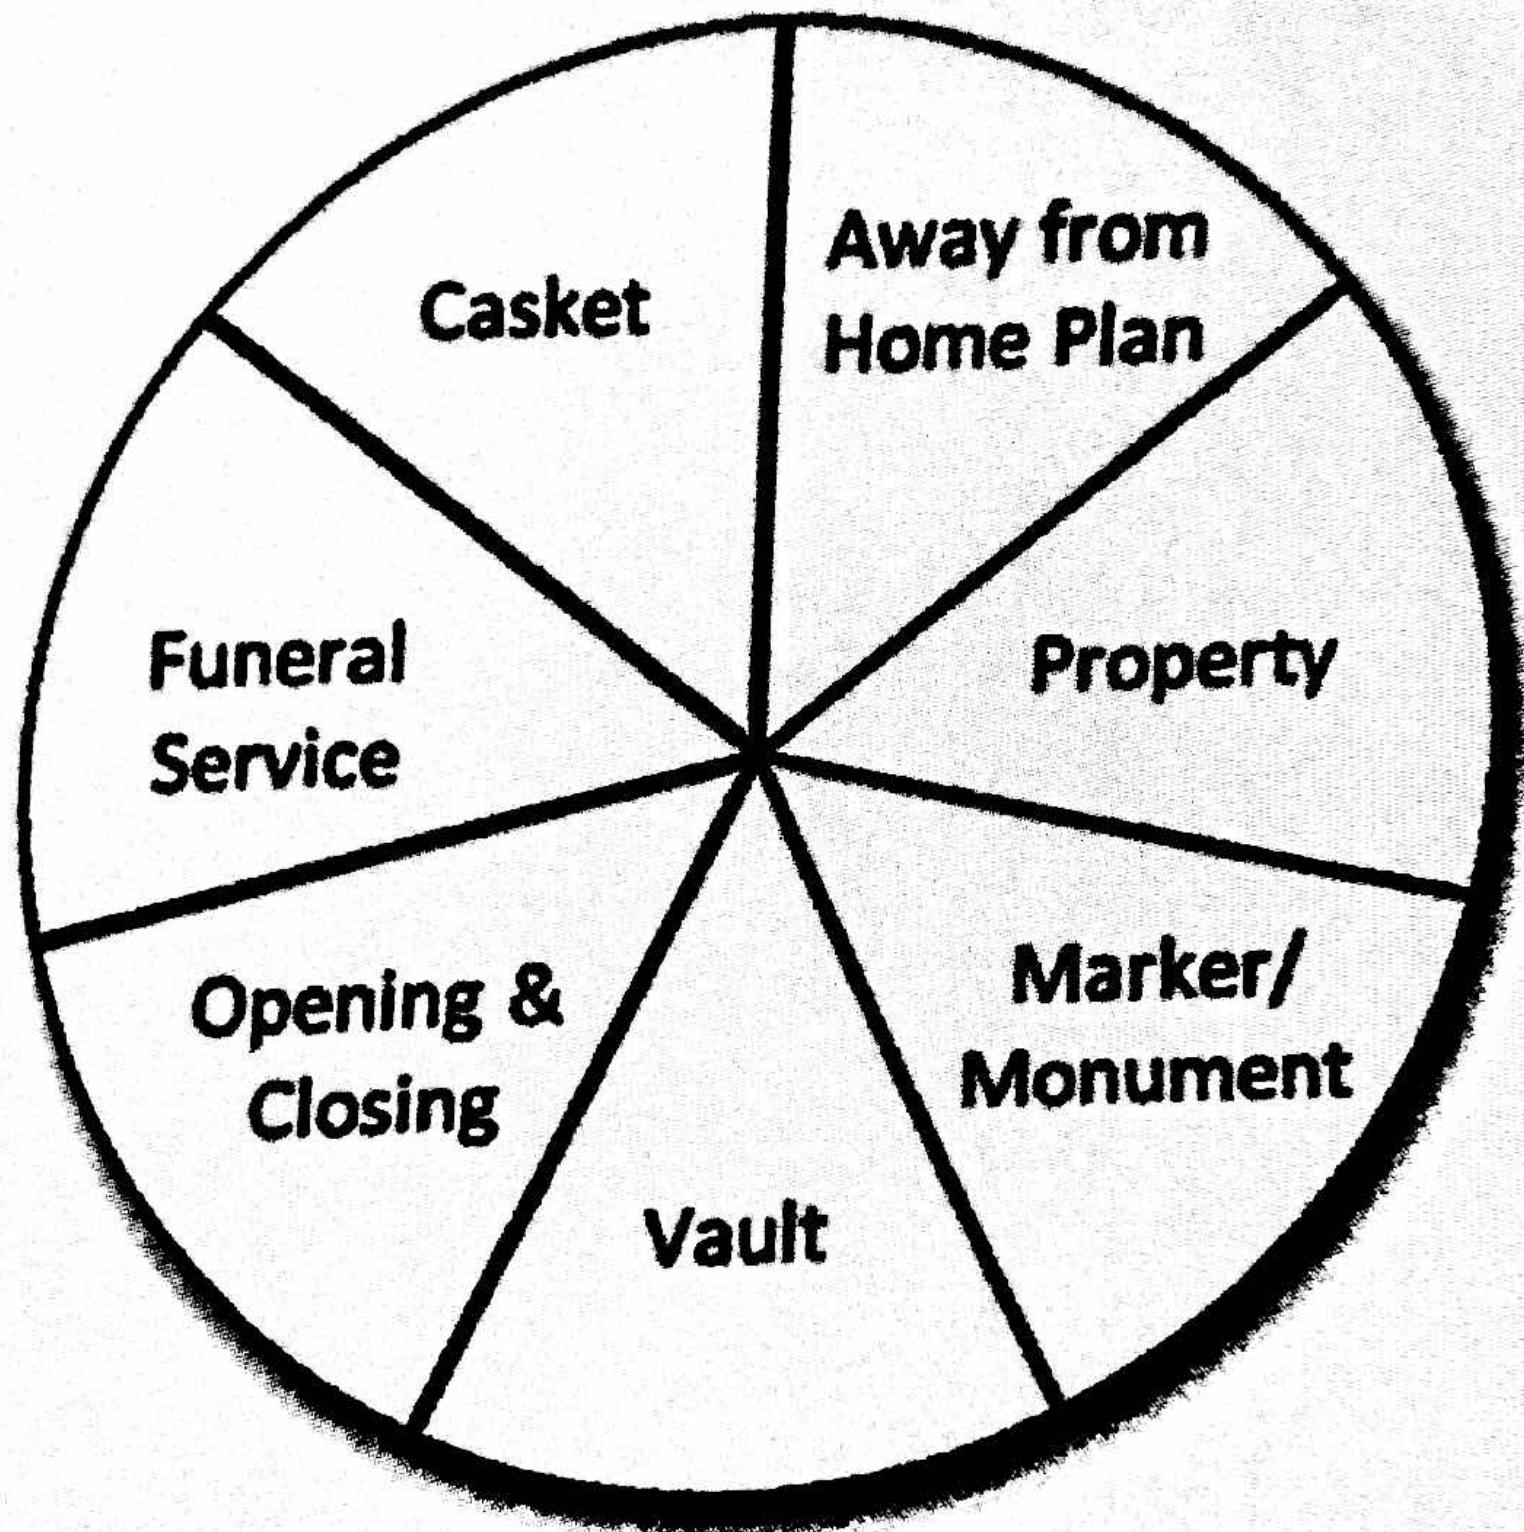 Casket
Away from
Home Plan
Property
Marker/
Monument
Vault
Opening &
Closing
Funeral
Service